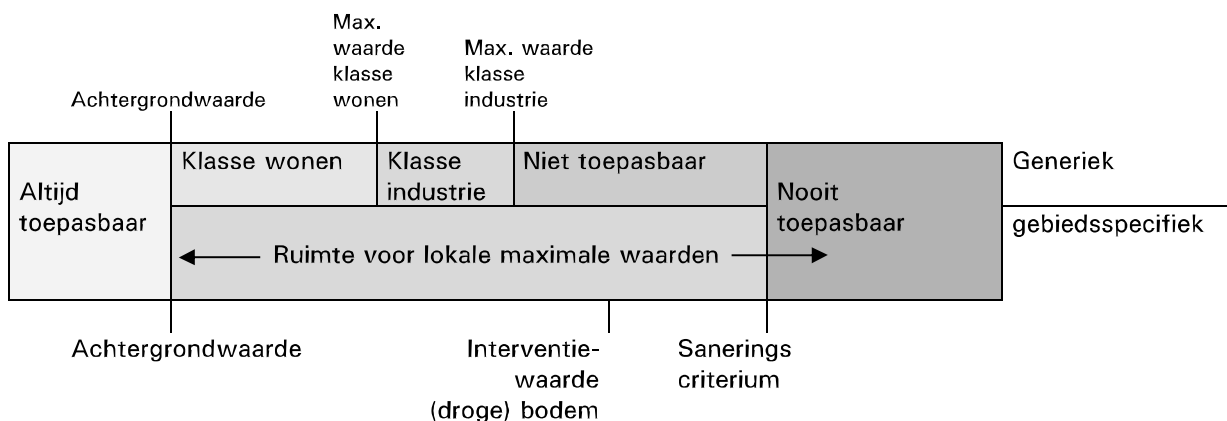 Max.
waarde
klasse
wonen
Max. waarde
klasse
industrie
Achtergrondwaarde
Klasse wonen
Klasse
industrie
Niet toepasbaar
Generiek
Altijd
toepasbaar
Nooit
toepasbaar
gebiedsspecifiek
Ruimte voor lokale maximale waarden
Achtergrondwaarde
Interventie-
waarde
(droge) bodem
Sanerings
criterium